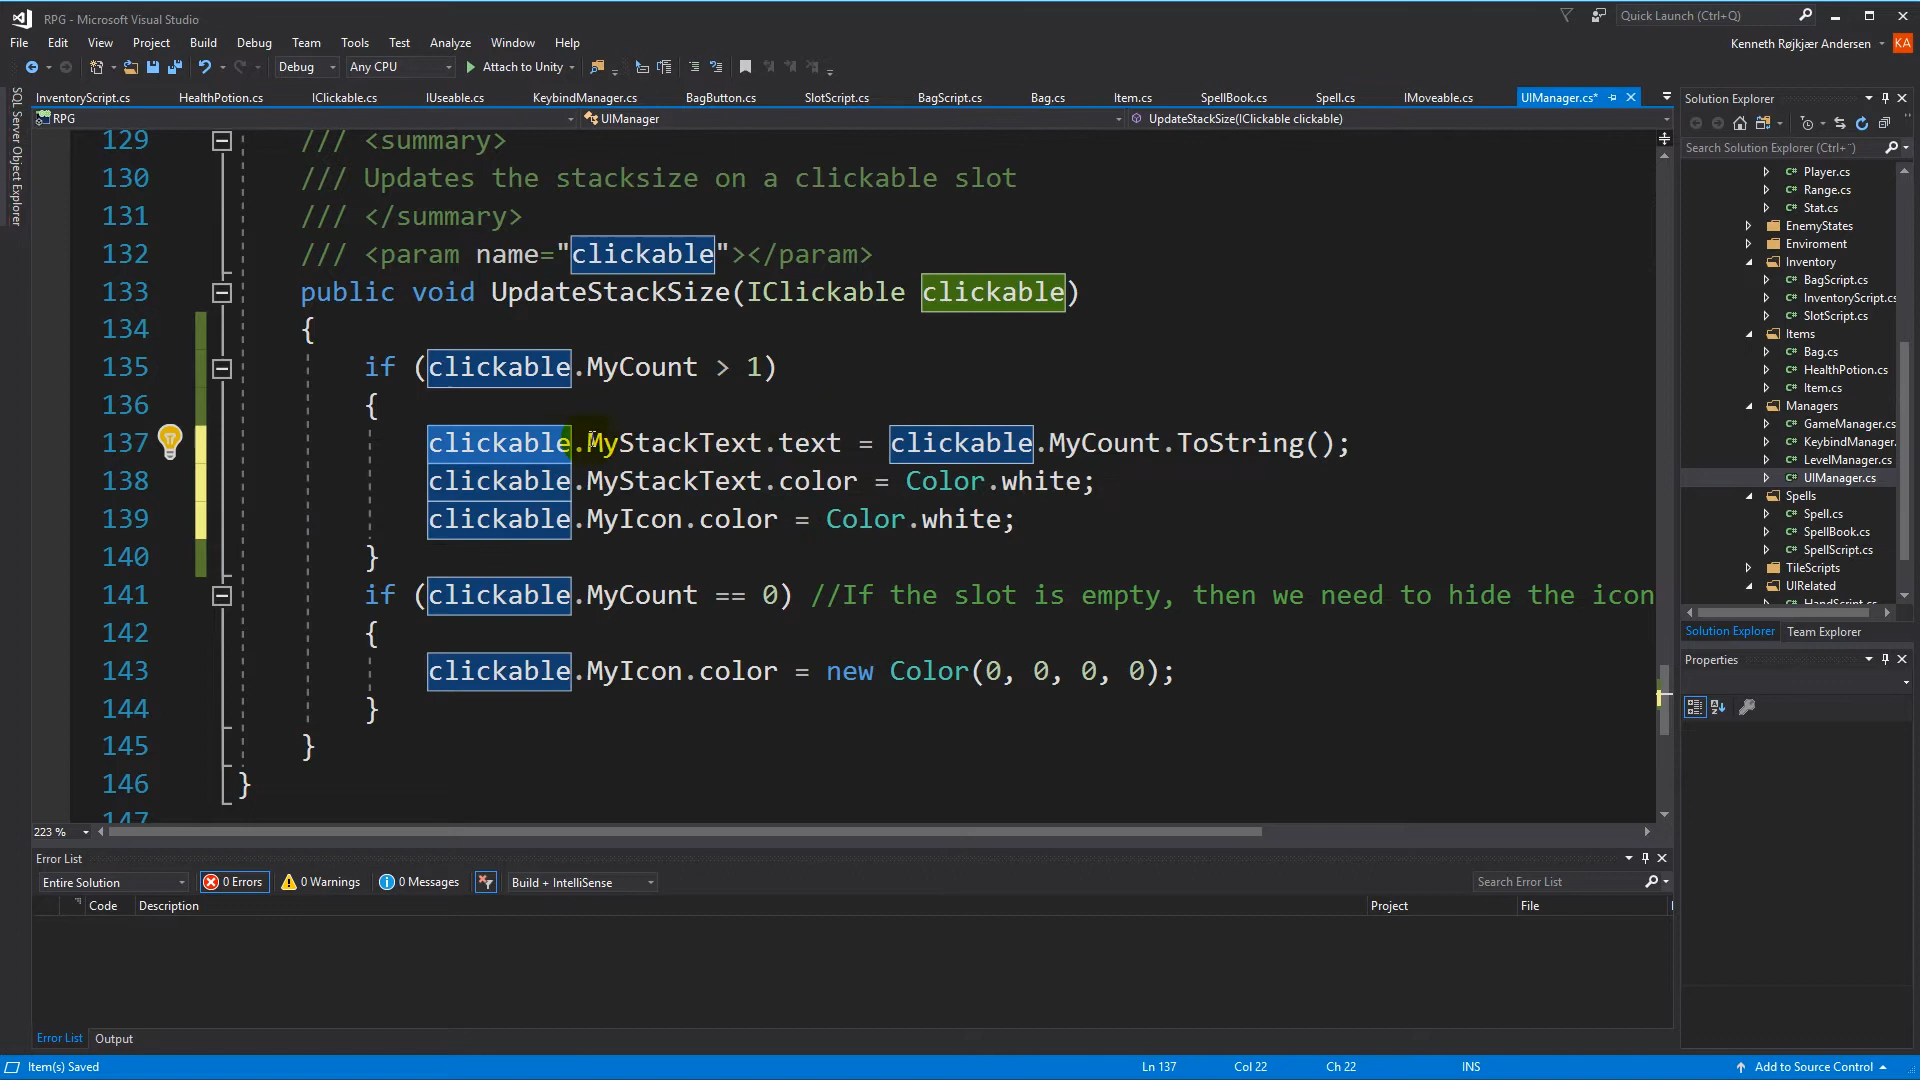 RPG - Microsoft Visual Studio
Quick Launch (Ctrl+Q)
File Edit View Project Build Debug Team Tools Test Analyze Window Help
Kenneth Røjkjær Andersen KA
Debug Any CPU Attach to Unity
InventoryScript.cs HealthPotion.cs IClickable.cs IUseable.cs KeybindManager.cs BagButton.cs SlotScript.cs BagScript.cs Bag.cs Item.cs SpellBook.cs Spell.cs IMoveable.cs UIManager.cs*
RPG UIManager UpdateStackSize(IClickable clickable)
SQL Server Object Explorer
129 /// <summary>
130 /// Updates the stacksize on a clickable slot
131 /// </summary>
132 /// <param name="clickable"></param>
133 public void UpdateStackSize(IClickable clickable)
134 {
135 if (clickable.MyCount > 1)
136 {
137 clickable.MyStackText.text = clickable.MyCount.ToString();
138 clickable.MyStackText.color = Color.white;
139 clickable.MyIcon.color = Color.white;
140 }
141 if (clickable.MyCount == 0) //If the slot is empty, then we need to hide the icon
142 {
143 clickable.MyIcon.color = new Color(0, 0, 0, 0);
144 }
145 }
146 }
147
223 %
Solution Explorer
Search Solution Explorer (Ctrl+¨)
C# Player.cs
C# Range.cs
C# Stat.cs
EnemyStates
Enviroment
Inventory
C# BagScript.cs
C# InventoryScript.cs
C# SlotScript.cs
Items
C# Bag.cs
C# HealthPotion.cs
C# Item.cs
Managers
C# GameManager.cs
C# KeybindManager.
C# LevelManager.cs
C# UIManager.cs
Spells
C# Spell.cs
C# SpellBook.cs
C# SpellScript.cs
TileScripts
UIRelated
C# HandScript.cs
Solution Explorer Team Explorer
Properties
Error List
Entire Solution 0 Errors 0 Warnings 0 Messages Build + IntelliSense Search Error List
Code Description Project File
Error List Output
Item(s) Saved Ln 137 Col 22 Ch 22 INS Add to Source Control